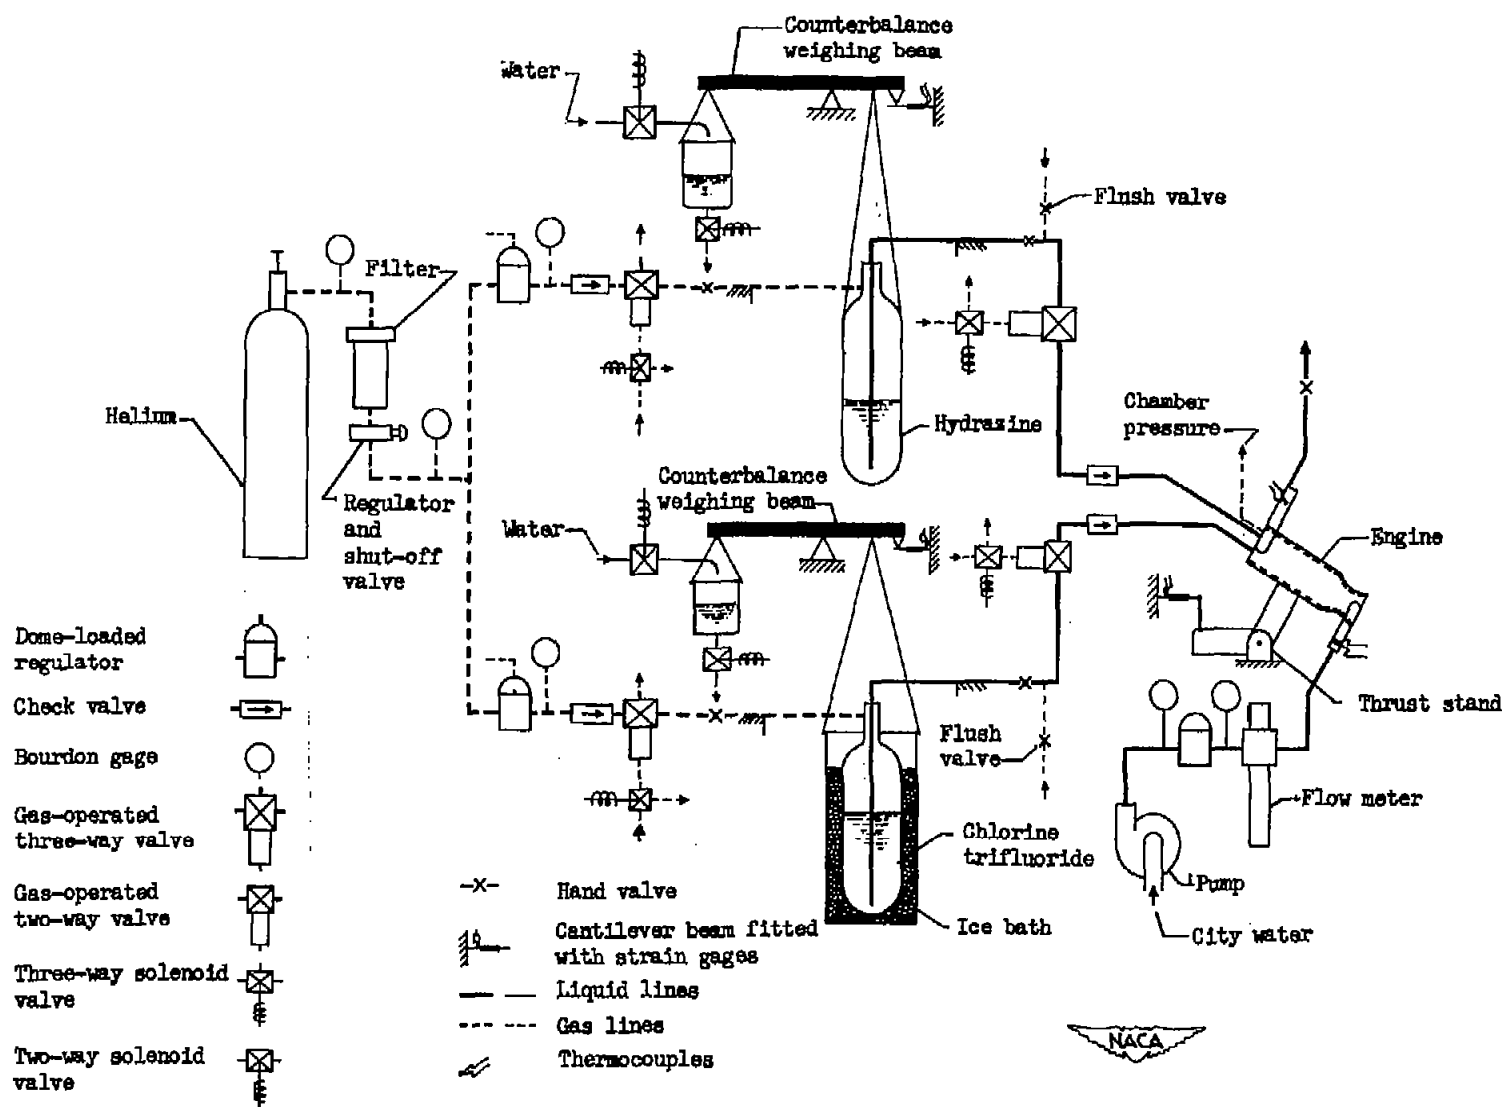 Counterbalance
weighing beam
Water
Flush valve
Filter
Helium
Hydrazine
Chamber
pressure
Regulator
and
shut-off
valve
Counterbalance
weighing beam
Water
Engine
Dome-loaded
regulator
Check valve
Bourdon gage
Gas-operated
three-way valve
Gas-operated
two-way valve
Three-way solenoid
valve
Two-way solenoid
valve
Thrust stand
Flush
valve
Flow meter
Chlorine
trifluoride
Pump
Ice bath
City water
Hand valve
Cantilever beam fitted
with strain gages
Liquid lines
Gas lines
Thermocouples
NACA